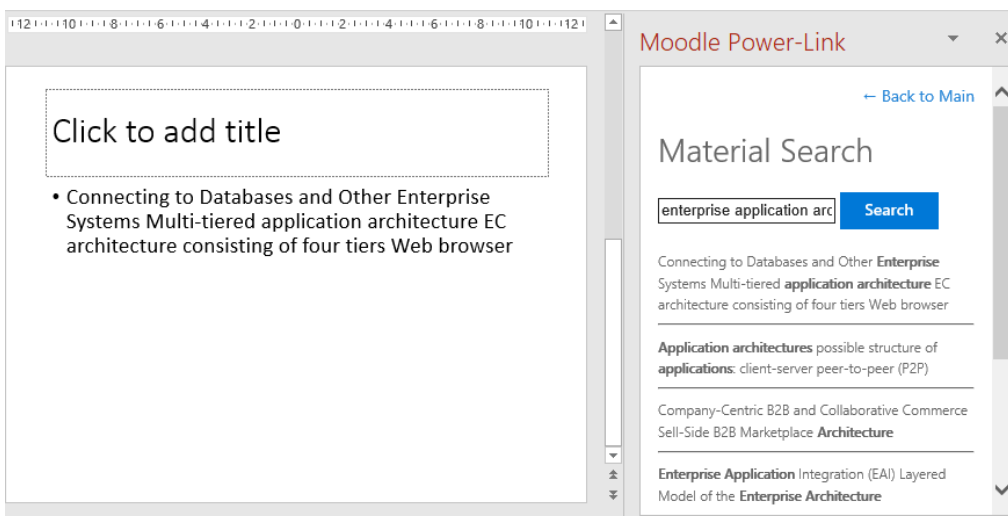 12 10 8 6 4 2 0 2 4 6 8 10 12
Click to add title
• Connecting to Databases and Other Enterprise
Systems Multi-tiered application architecture EC
architecture consisting of four tiers Web browser
Moodle Power-Link
← Back to Main
Material Search
enterprise application arc
Search
Connecting to Databases and Other Enterprise
Systems Multi-tiered application architecture EC
architecture consisting of four tiers Web browser
Application architectures possible structure of
applications: client-server peer-to-peer (P2P)
Company-Centric B2B and Collaborative Commerce
Sell-Side B2B Marketplace Architecture
Enterprise Application Integration (EAI) Layered
Model of the Enterprise Architecture